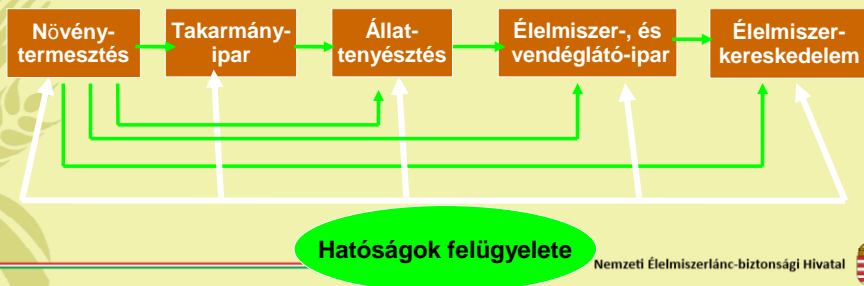 Növény-
termesztés
Takarmány-
ipar
Állat-
tenyésztés
Élelmiszer-, és
vendéglátó-ipar
Élelmiszer-
kereskedelem
Hatóságok felügyelete
Nemzeti Élelmiszerlánc-biztonsági Hivatal